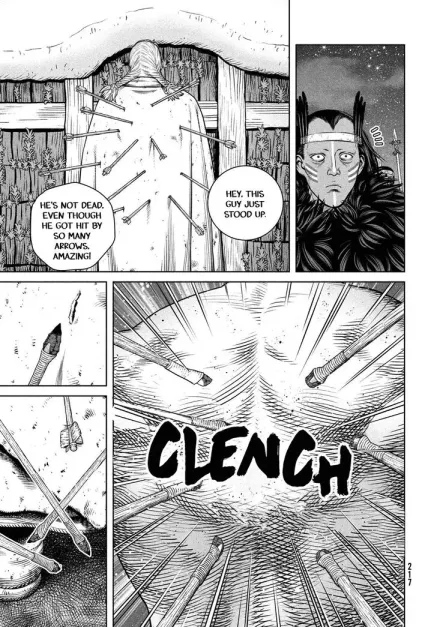 HEY, THIS
GUY JUST
STOOD UP.
HE'S NOT DEAD.
EVEN THOUGH
HE GOT HIT BY
SO MANY
ARROWS.
AMAZING!
CLENCH
217